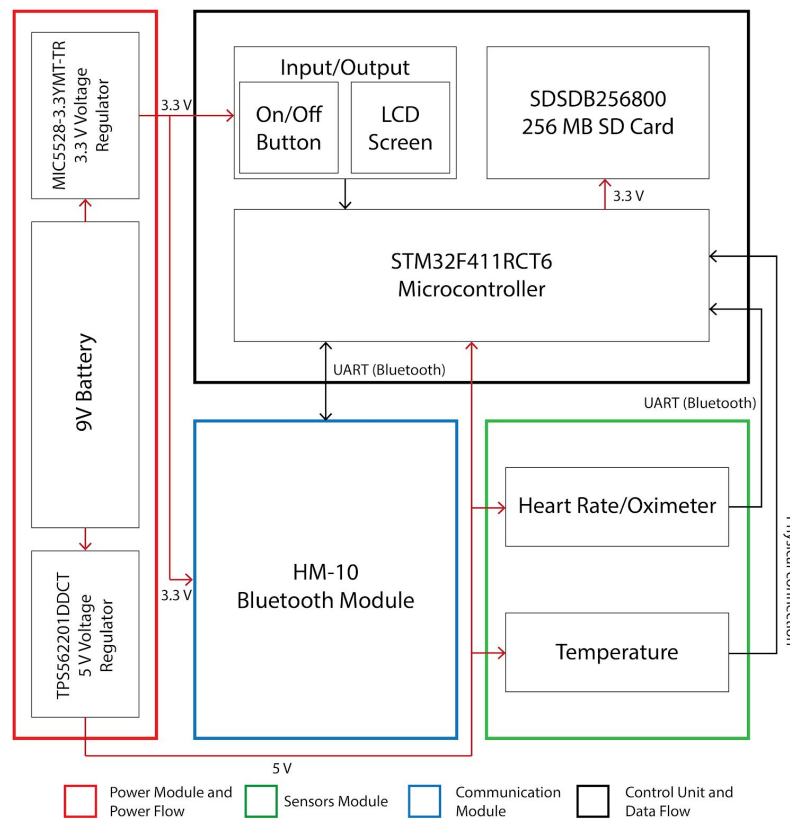 MIC5528-3.3YMT-TR
3.3 V Voltage
Regulator
9V Battery
TPS562201DDCT
5 V Voltage
Regulator
3.3 V
Input/Output
On/Off
Button
LCD
Screen
SDSDB256800
256 MB SD Card
3.3 V
STM32F411RCT6
Microcontroller
UART (Bluetooth)
UART (Bluetooth)
HM-10
Bluetooth Module
3.3 V
Heart Rate/Oximeter
Temperature
Physical connection
5 V
Power Module and
Power Flow
Sensors Module
Communication
Module
Control Unit and
Data Flow